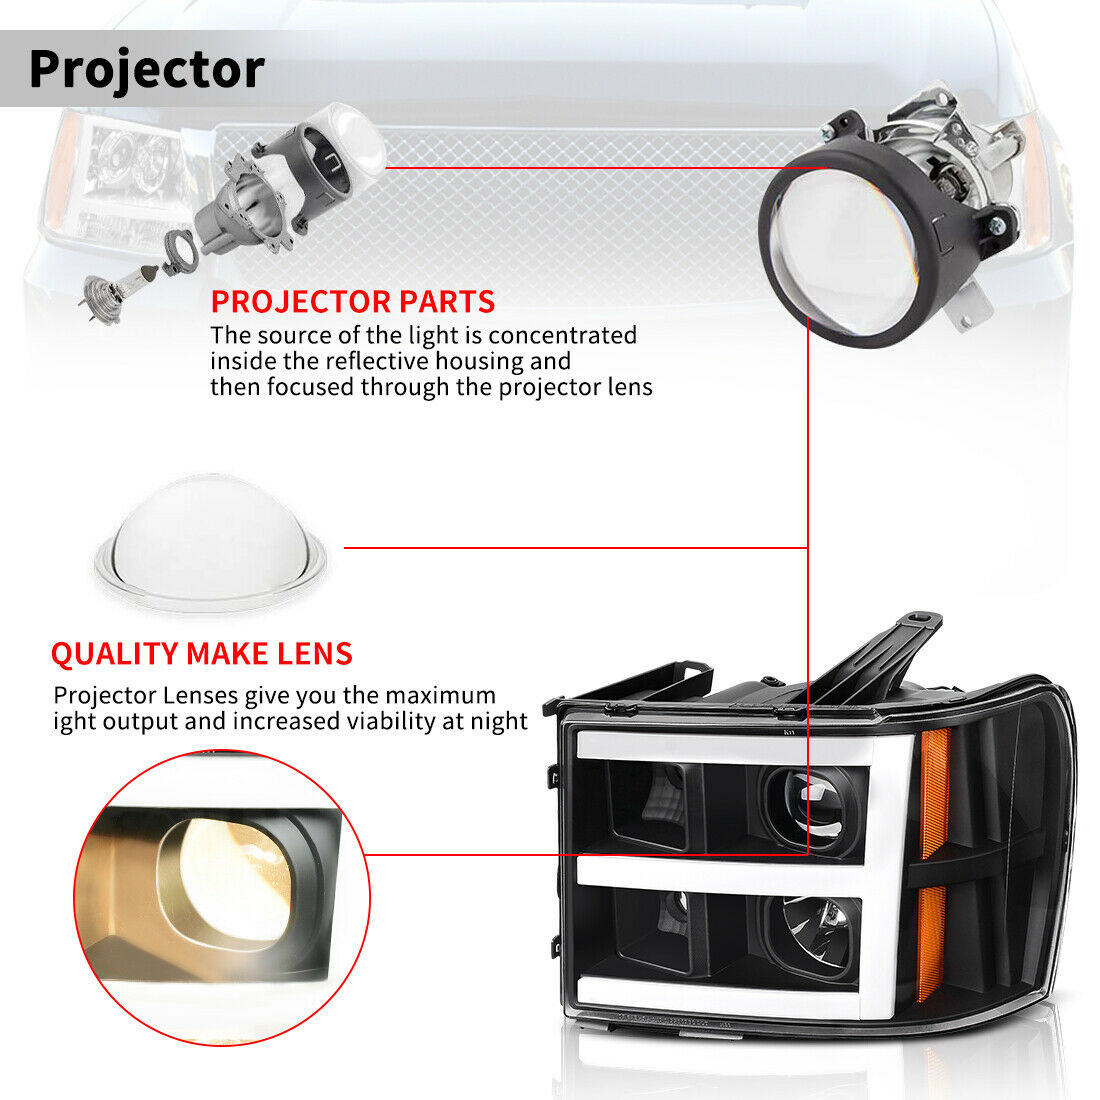 Projector
PROJECTOR PARTS
The source of the light is concentrated
inside the reflective housing and
then focused through the projector lens
QUALITY MAKE LENS
Projector Lenses give you the maximum
ight output and increased viability at night